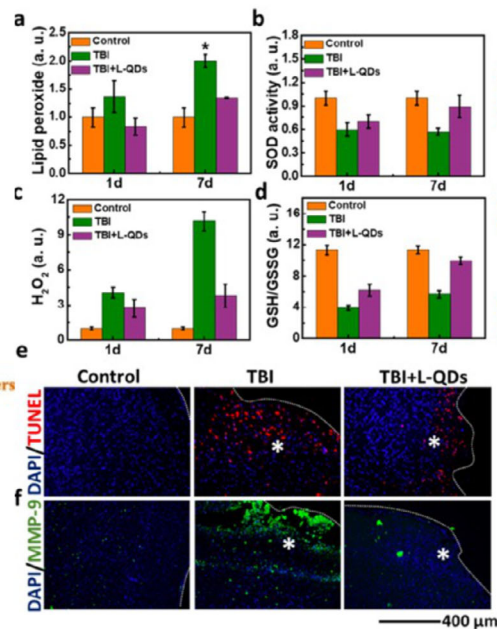 a
b
Lipid peroxide (a. u.)
2.5
2.0
1.5
1.0
0.5
0.0
Control
TBI
TBI+L-QDs
*
1d
7d
SOD activity (a. u.)
1.8
1.5
1.2
0.9
0.6
0.3
0.0
Control
TBI
TBI+L-QDs
1d
7d
c
d
H2O2 (a. u.)
12
9
6
3
0
Control
TBI
TBI+L-QDs
1d
7d
GSH/GSSG (a. u.)
16
12
8
4
0
Control
TBI
TBI+L-QDs
1d
7d
e
Control
TBI
TBI+L-QDs
DAPI/TUNEL
*
*
f
DAPI/MMP-9
*
*
400 μm